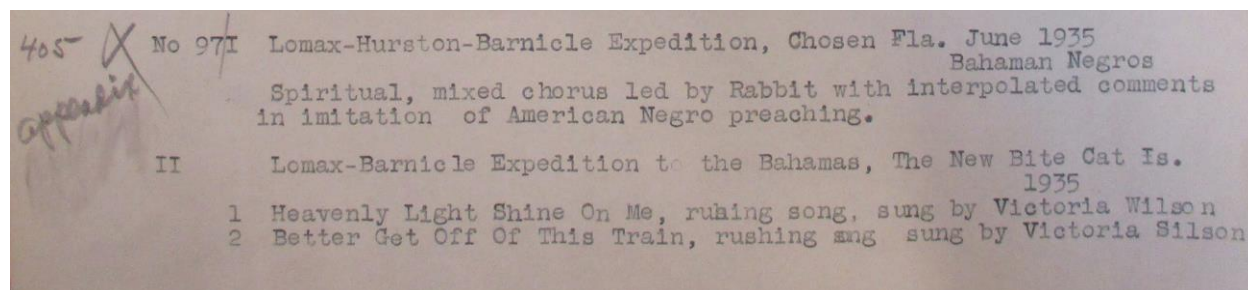 405 X No 97I Lomax-Hurston-Barnicle Expedition, Chosen Fla. June 1935
Bahaman Negros
appendix
Spiritual, mixed chorus led by Rabbit with interpolated comments
in imitation of American Negro preaching.
II Lomax-Barnicle Expedition to the Bahamas, The New Bite Cat Is.
1935
1 Heavenly Light Shine On Me, ruhing song, sung by Victoria Wilson
2 Better Get Off Of This Train, rushing sng sung by Victoria Silson